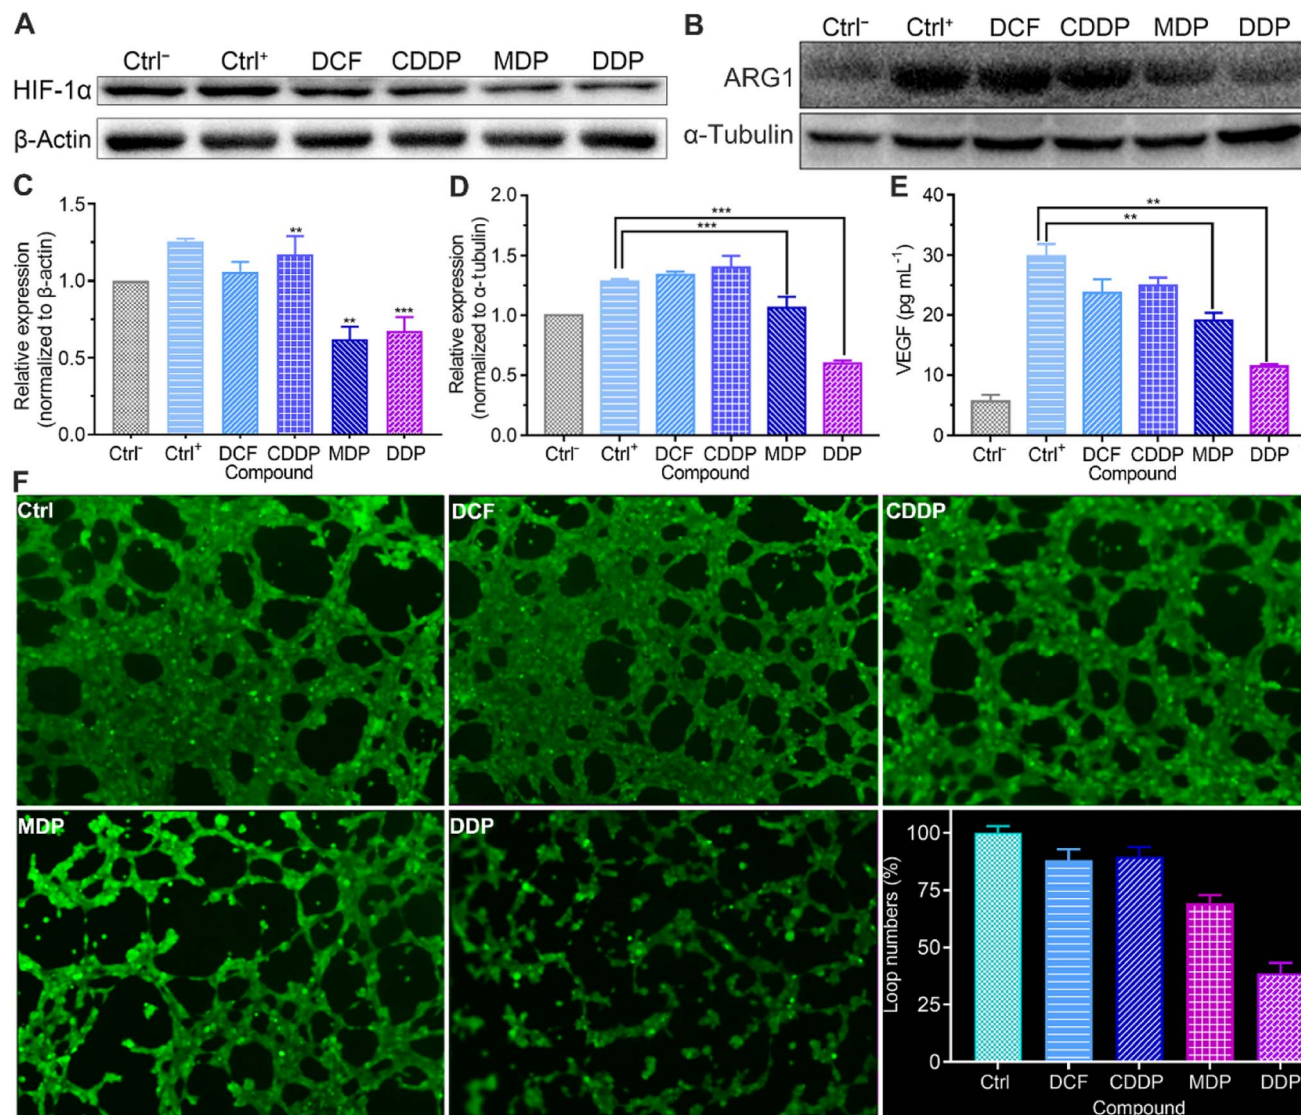 A
Ctrl⁻ Ctrl⁺ DCF CDDP MDP DDP
HIF-1α
β-Actin
B
Ctrl⁻ Ctrl⁺ DCF CDDP MDP DDP
ARG1
α-Tubulin
C
Relative expression
(normalized to β-actin)
1.5
1.0
0.5
0.0
**
**
***
Ctrl⁻ Ctrl⁺ DCF CDDP MDP DDP
Compound
D
Relative expression
(normalized to α-tubulin)
2.0
1.5
1.0
0.5
0.0
***
***
Ctrl⁻ Ctrl⁺ DCF CDDP MDP DDP
Compound
E
VEGF (pg mL⁻¹)
40
30
20
10
0
**
**
Ctrl⁻ Ctrl⁺ DCF CDDP MDP DDP
Compound
F
Ctrl
DCF
CDDP
MDP
DDP
Loop numbers (%)
100
75
50
25
0
Ctrl DCF CDDP MDP DDP
Compound